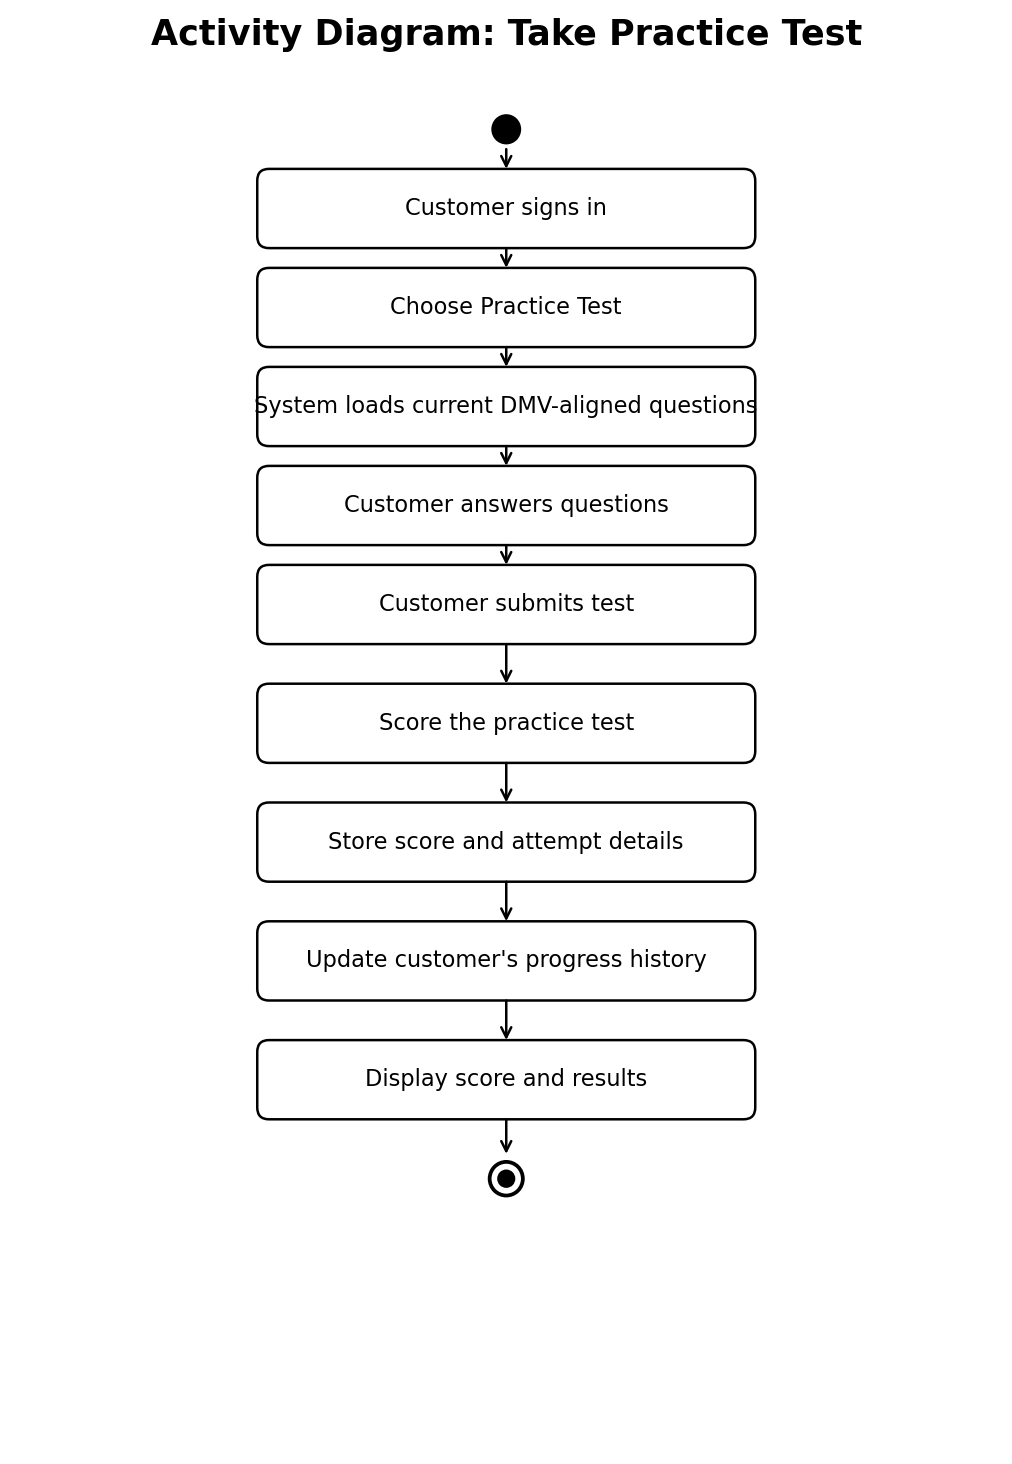 Activity Diagram: Take Practice Test
Customer signs in
Choose Practice Test
System loads current DMV-aligned questions
Customer answers questions
Customer submits test
Score the practice test
Store score and attempt details
Update customer's progress history
Display score and results